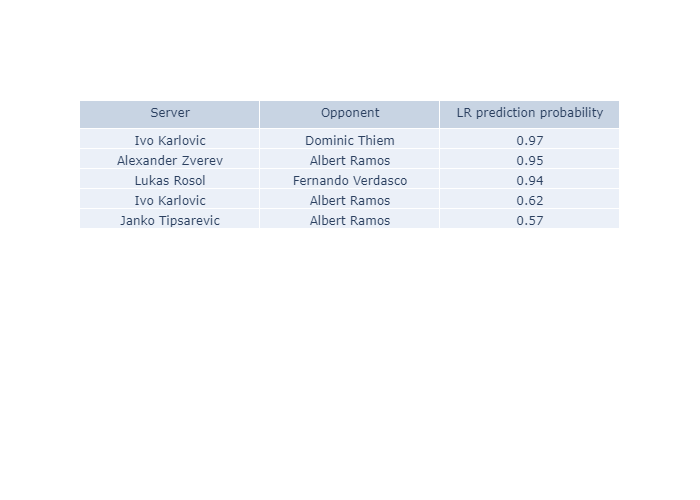 Server Opponent LR prediction probability
Ivo Karlovic Dominic Thiem 0.97
Alexander Zverev Albert Ramos 0.95
Lukas Rosol Fernando Verdasco 0.94
Ivo Karlovic Albert Ramos 0.62
Janko Tipsarevic Albert Ramos 0.57